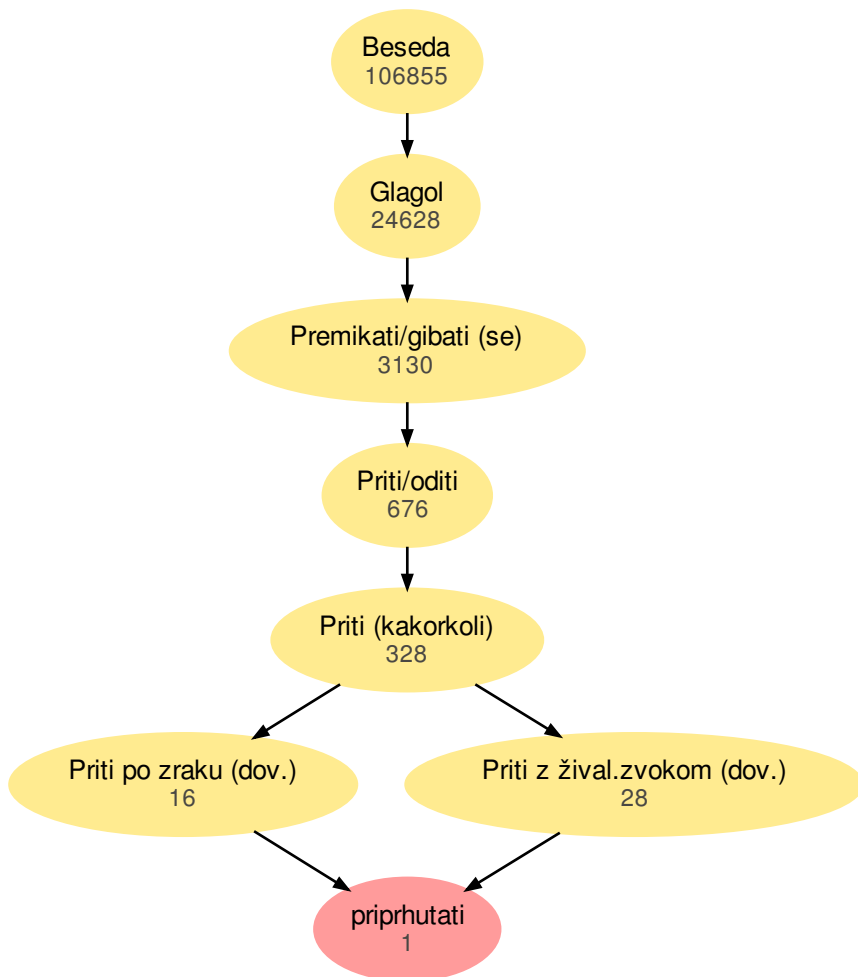 Beseda
106855
Glagol
24628
Premikati/gibati (se)
3130
Priti/oditi
676
Priti (kakorkoli)
328
Priti po zraku (dov.)
16
Priti z žival.zvokom (dov.)
28
priprhutati
1